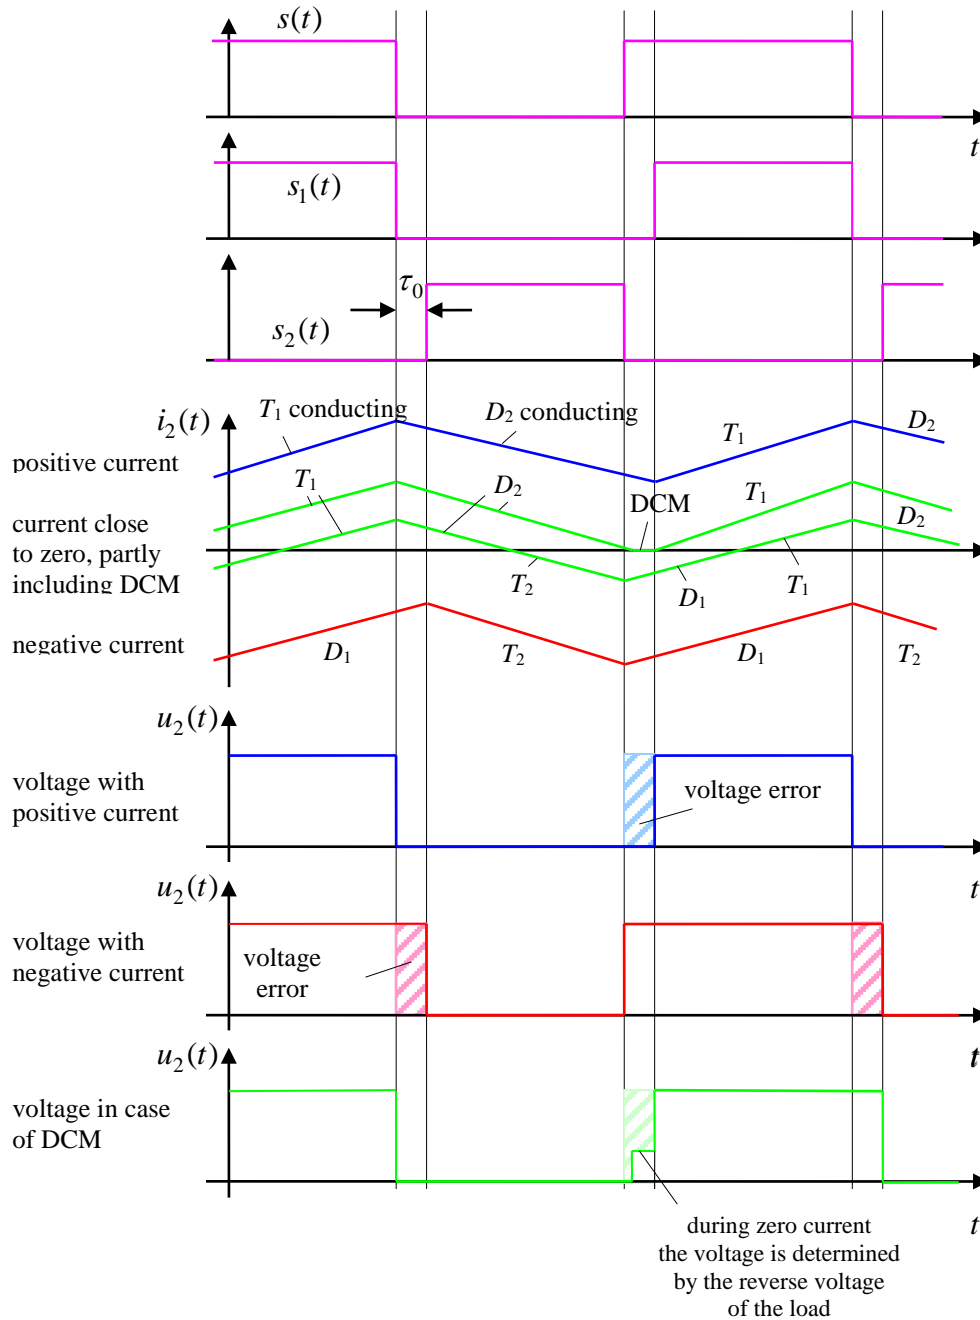 s(t)
t
s₁(t)
τ₀
s₂(t)
i₂(t)
T₁ conducting
D₂ conducting
T₁
D₂
positive current
T₁
D₂
DCM
T₁
D₂
current close
to zero, partly
including DCM
T₂
D₁
T₁
negative current
D₁
T₂
D₁
T₂
u₂(t)
voltage with
positive current
voltage error
t
u₂(t)
voltage with
negative current
voltage
error
t
u₂(t)
voltage in case
of DCM
t
during zero current
the voltage is determined
by the reverse voltage
of the load